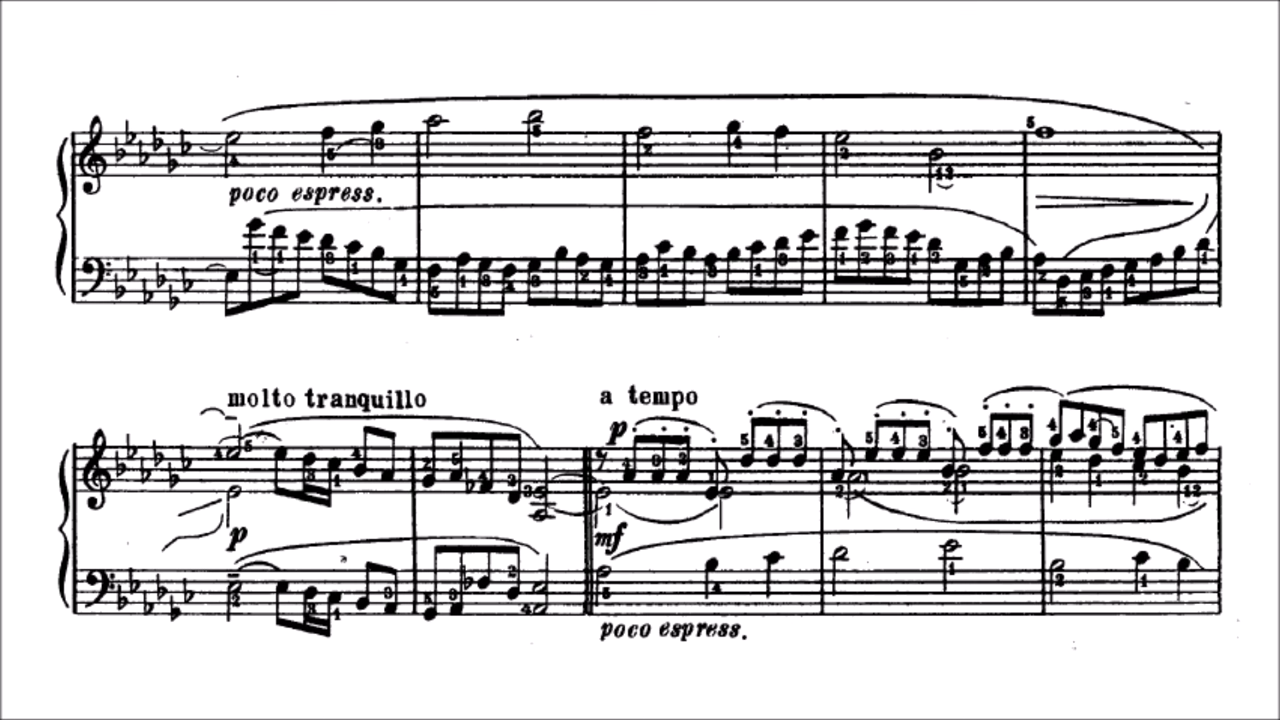 poco espress.
molto tranquillo
a tempo
p
p
mf
poco espress.